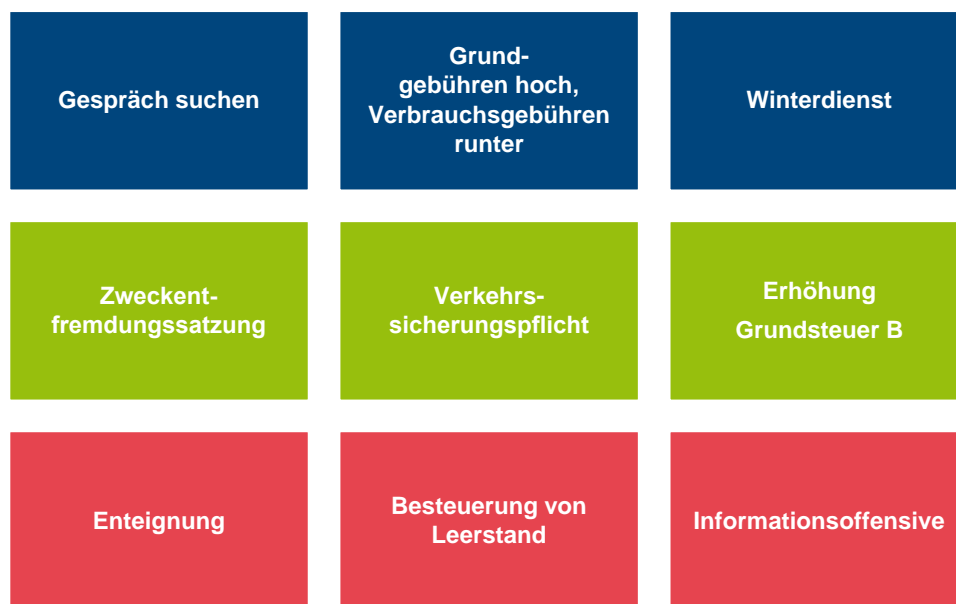 Gespräch suchen
Grund-
gebühren hoch,
Verbrauchsgebühren
runter
Winterdienst
Zweckent-
fremdungssatzung
Verkehrs-
sicherungspflicht
Erhöhung
Grundsteuer B
Enteignung
Besteuerung von
Leerstand
Informationsoffensive